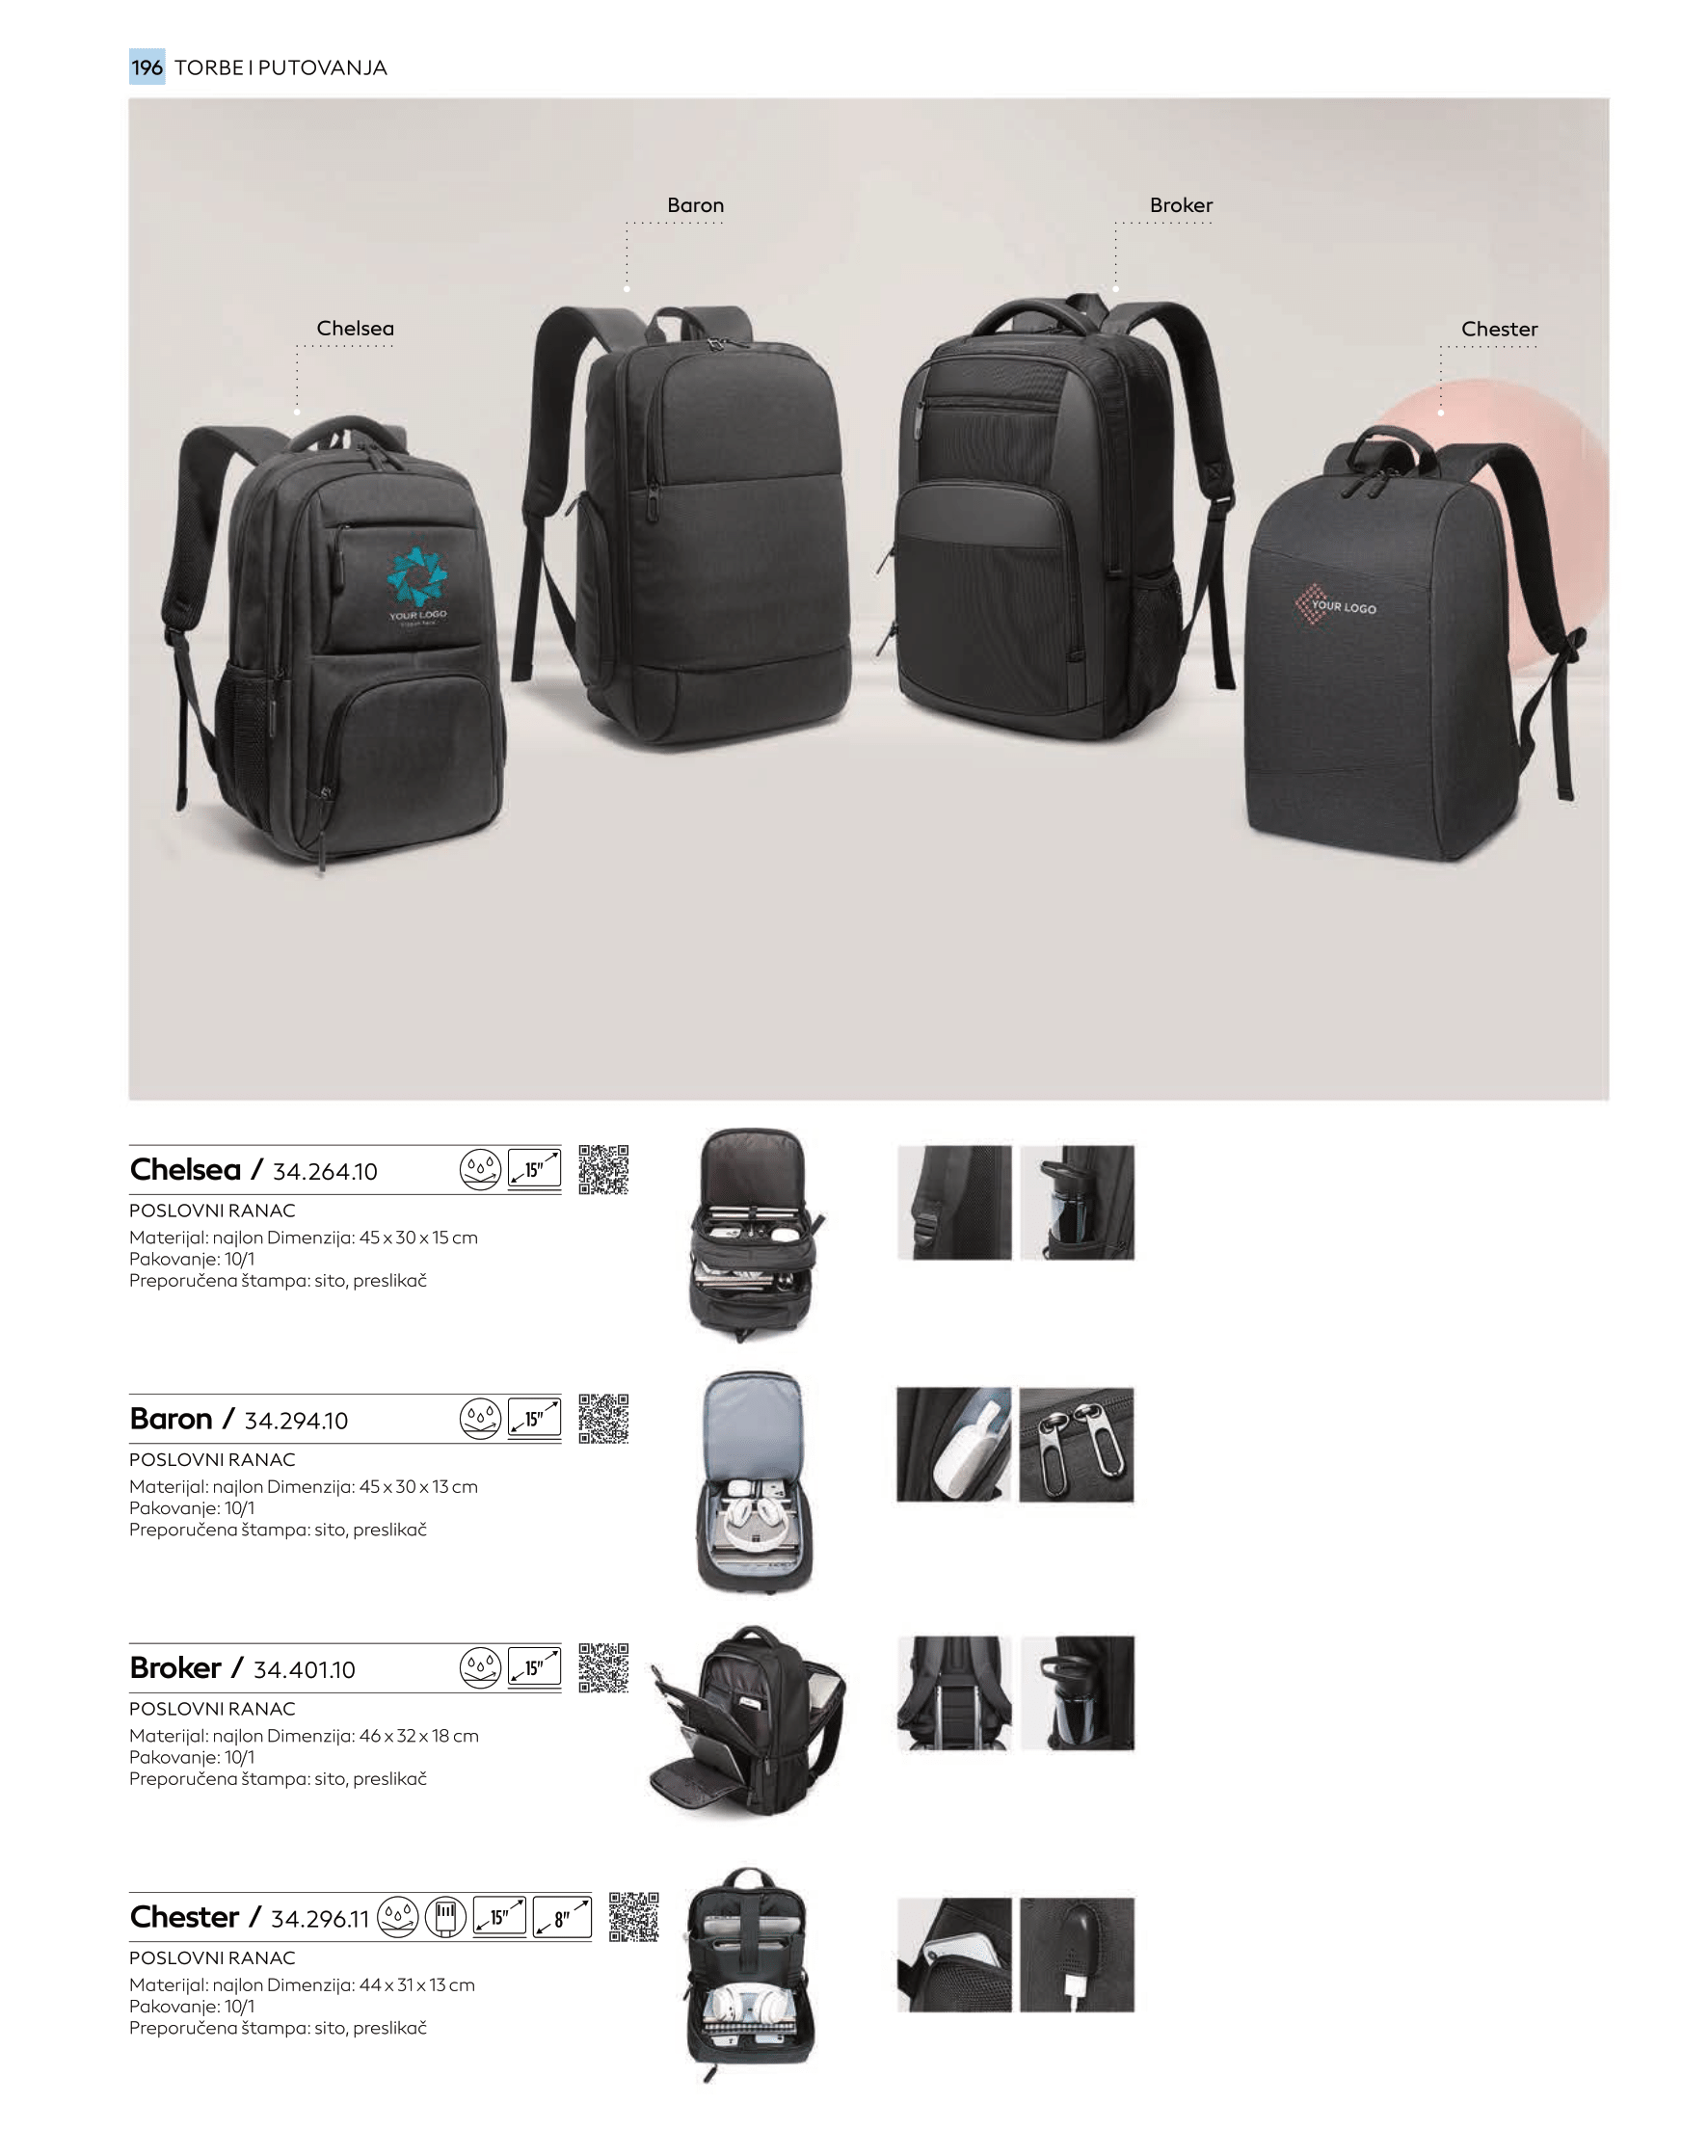 196 TORBE I PUTOVANJA
Baron
Broker
Chelsea
Chester
YOUR LOGO
YOUR LOGO
Chelsea / 34.264.10
15"
POSLOVNI RANAC
Materijal: najlon Dimenzija: 45 x 30 x 15 cm
Pakovanje: 10/1
Preporučena štampa: sito, preslikač
Baron / 34.294.10
15"
POSLOVNI RANAC
Materijal: najlon Dimenzija: 45 x 30 x 13 cm
Pakovanje: 10/1
Preporučena štampa: sito, preslikač
Broker / 34.401.10
15"
POSLOVNI RANAC
Materijal: najlon Dimenzija: 46 x 32 x 18 cm
Pakovanje: 10/1
Preporučena štampa: sito, preslikač
Chester / 34.296.11
15"
8"
POSLOVNI RANAC
Materijal: najlon Dimenzija: 44 x 31 x 13 cm
Pakovanje: 10/1
Preporučena štampa: sito, preslikač